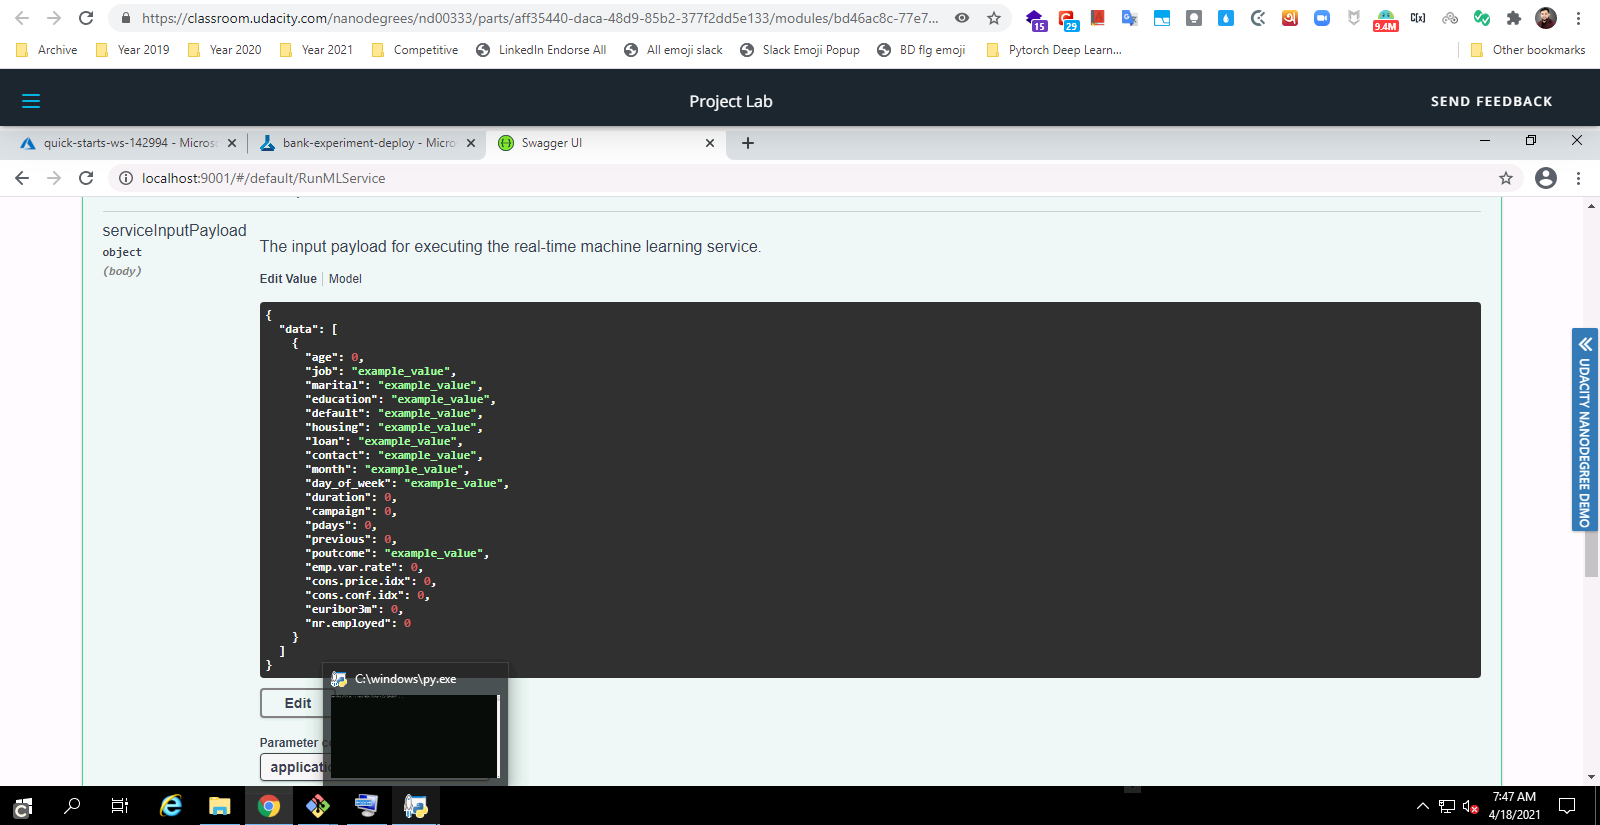 https://classroom.udacity.com/nanodegrees/nd00333/parts/aff35440-daca-48d9-85b2-377f2dd5e133/modules/bd46ac8c-77e7...
15
29
9.4M
Archive Year 2019 Year 2020 Year 2021 Competitive LinkedIn Endorse All All emoji slack Slack Emoji Popup BD flg emoji Pytorch Deep Learn... Other bookmarks
Project Lab
SEND FEEDBACK
quick-starts-ws-142994 - Micros
bank-experiment-deploy - Micro
Swagger UI
localhost:9001/#/default/RunMLService
serviceInputPayload
object
(body)
The input payload for executing the real-time machine learning service.
Edit Value | Model
{
"data": [
{
"age": 0,
"job": "example_value",
"marital": "example_value",
"education": "example_value",
"default": "example_value",
"housing": "example_value",
"loan": "example_value",
"contact": "example_value",
"month": "example_value",
"day_of_week": "example_value",
"duration": 0,
"campaign": 0,
"pdays": 0,
"previous": 0,
"poutcome": "example_value",
"emp.var.rate": 0,
"cons.price.idx": 0,
"cons.conf.idx": 0,
"euribor3m": 0,
"nr.employed": 0
}
]
}
UDACITY NANODEGREE DEMO
C:\windows\py.exe
Edit
Parameter c
applicati
7:47 AM
4/18/2021